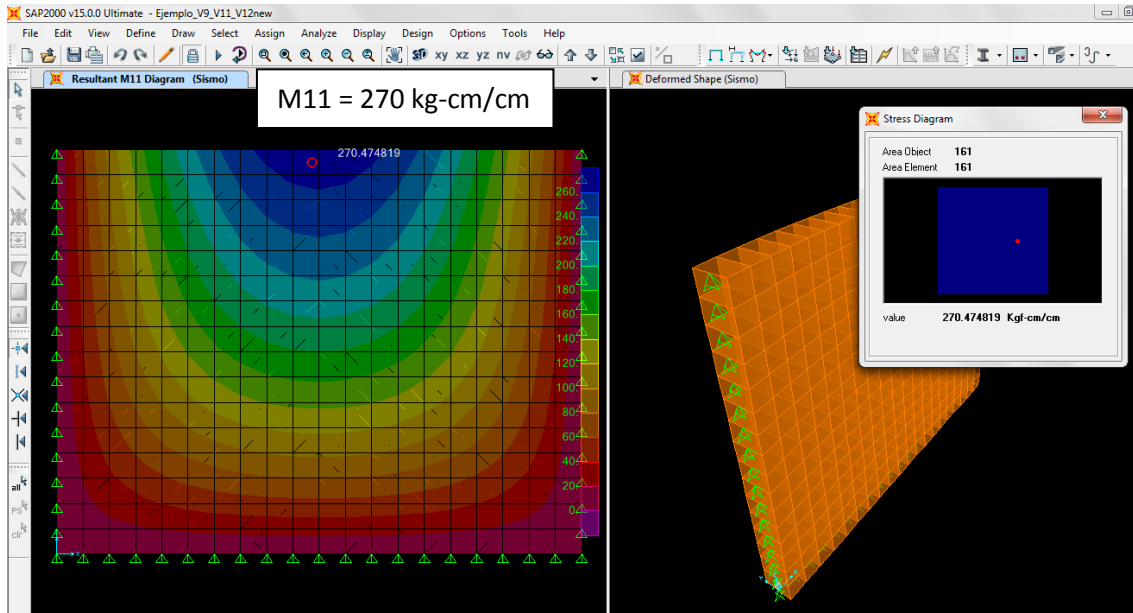 SAP2000 v15.0.0 Ultimate - Ejemplo_V9_V11_V12new
File Edit View Define Draw Select Assign Analyze Display Design Options Tools Help
xy xz yz nv
Resultant M11 Diagram (Sismo)
Deformed Shape (Sismo)
M11 = 270 kg-cm/cm
270.474819
260.
240.
220.
200.
180.
160.
140.
120.
100.
80.
60.
40.
20.
0.
X
all
PS
clr
Stress Diagram
Area Object 161
Area Element 161
value 270.474819 Kgf-cm/cm